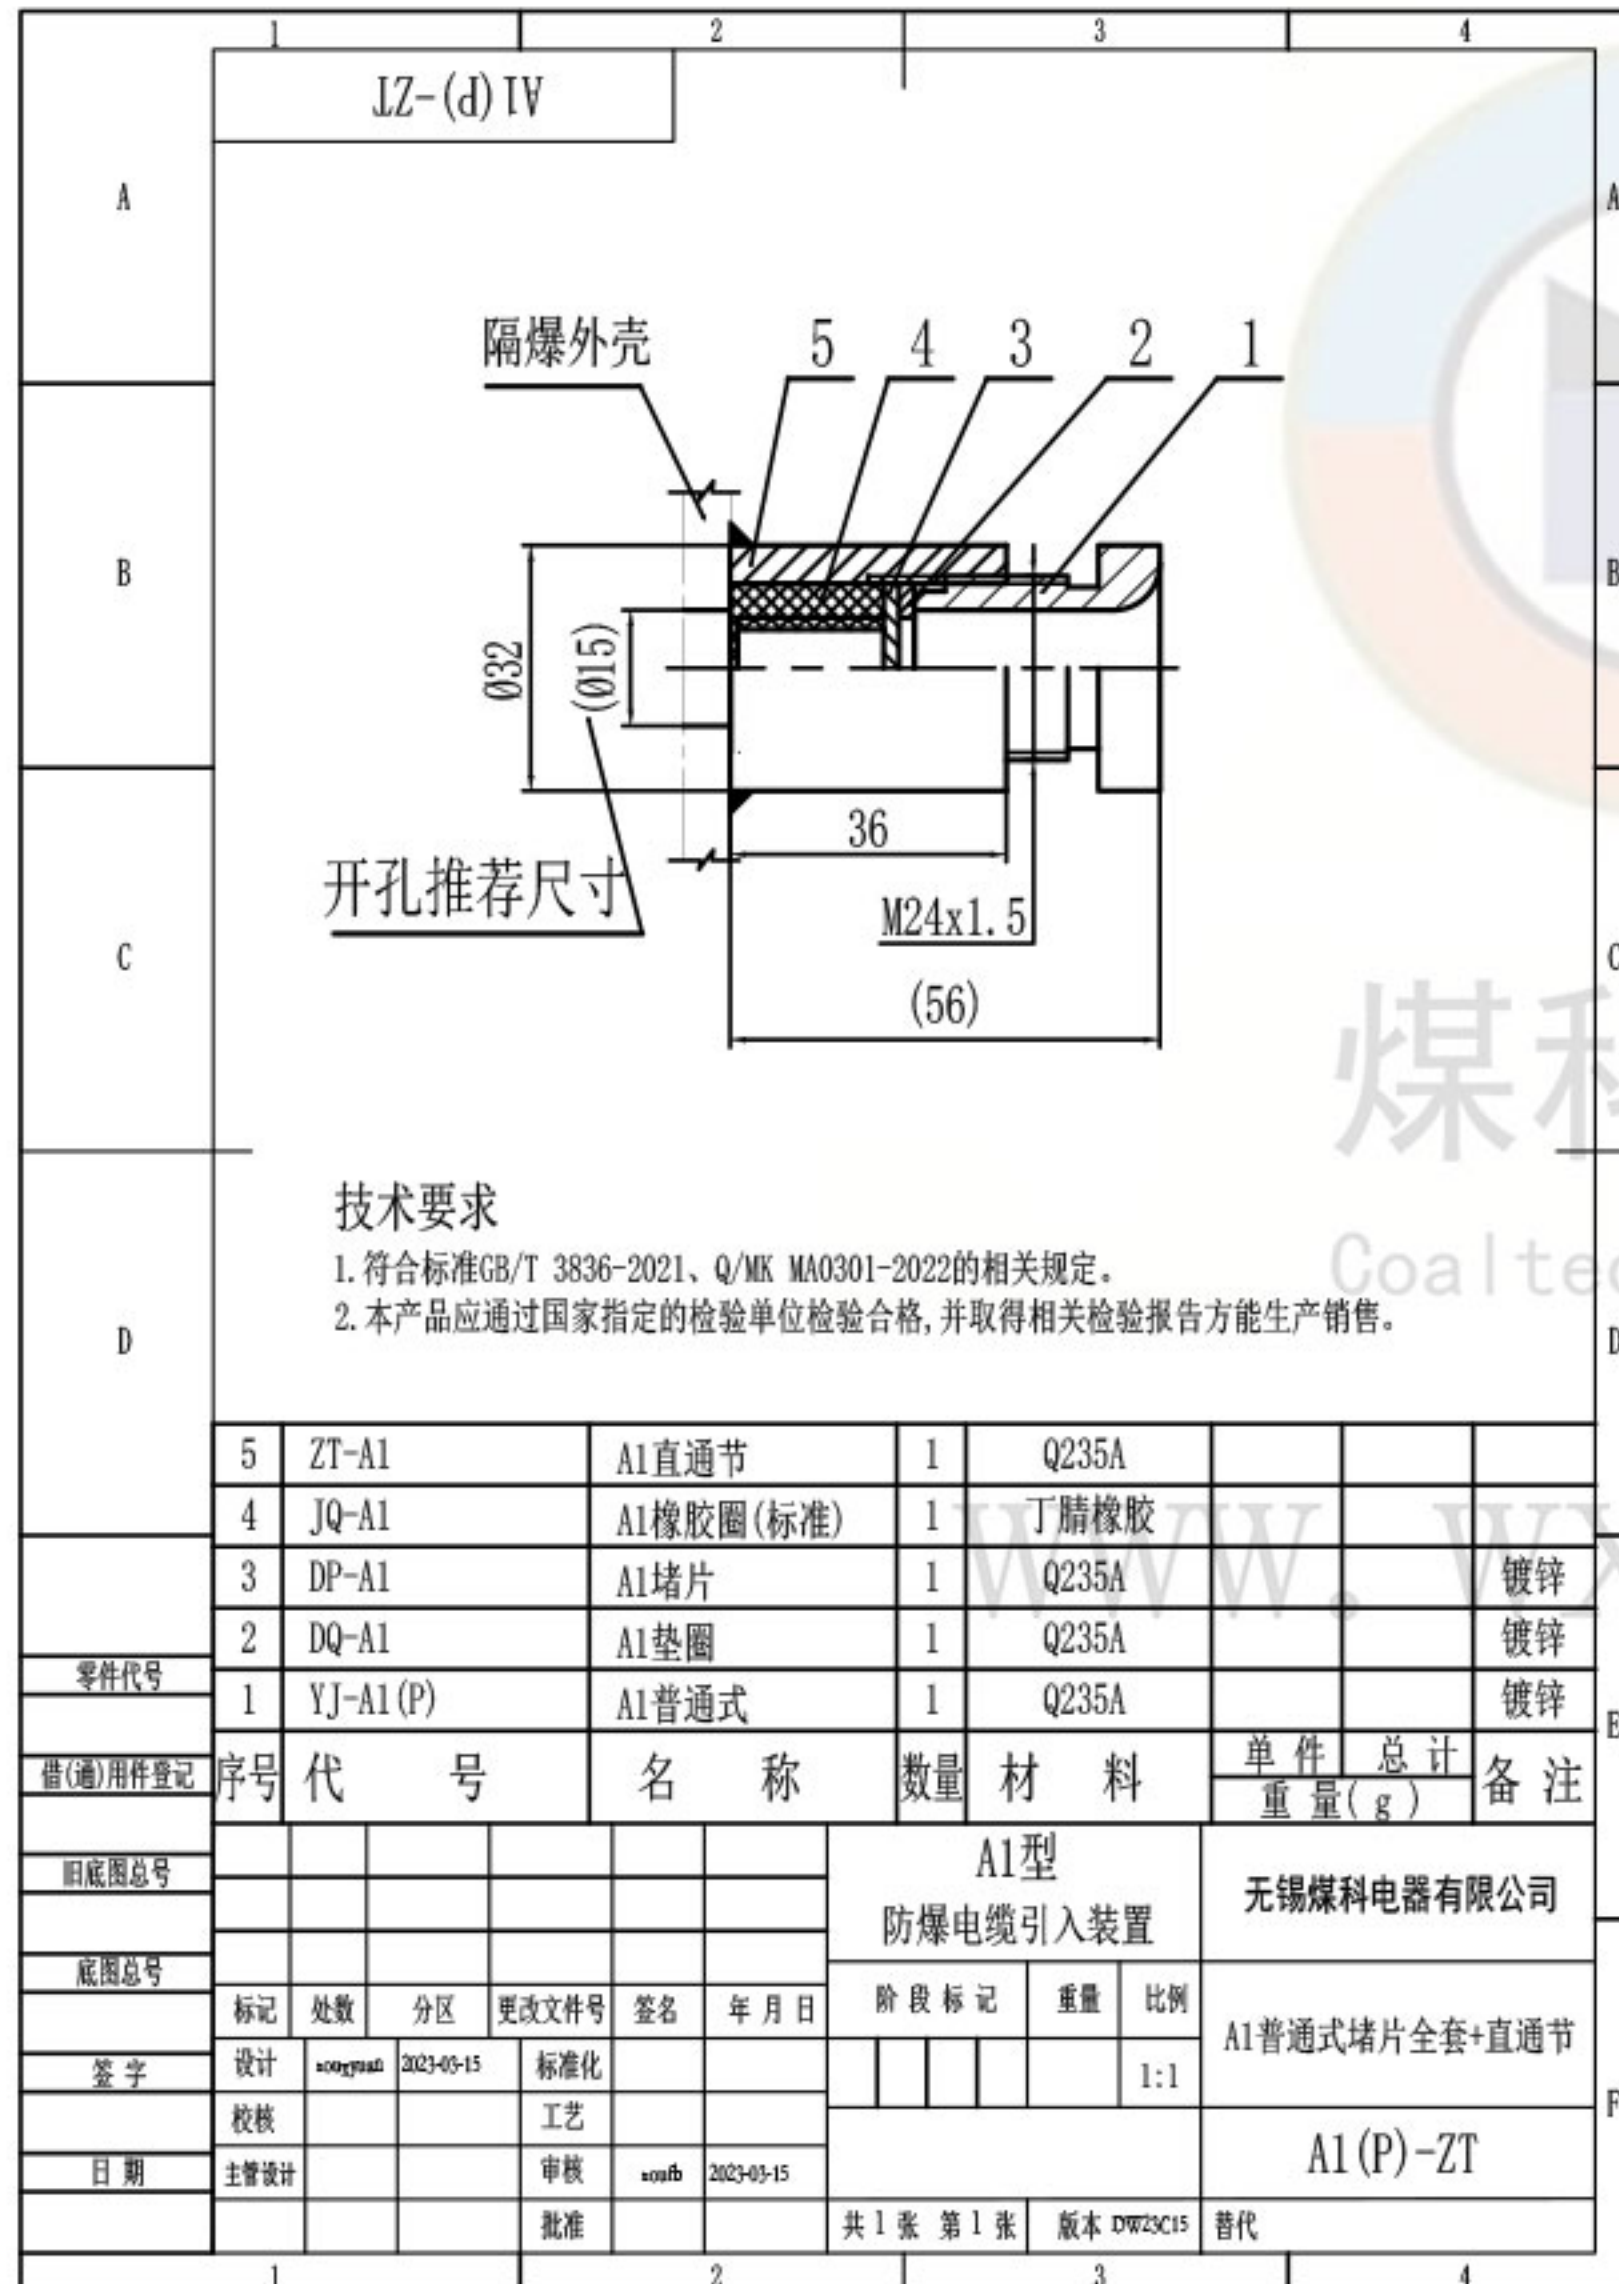 1 2 3 4
A1(P)-ZT
A A
隔爆外壳 5 4 3 2 1
B B
Ø32
(Ø15)
36
开孔推荐尺寸
M24x1.5
C C
(56)
煤科
技术要求
1.符合标准GB/T 3836-2021、Q/MK MA0301-2022的相关规定。
Coaltec
2.本产品应通过国家指定的检验单位检验合格,并取得相关检验报告方能生产销售。
D D
5 ZT-A1 A1直通节 1 Q235A
4 JQ-A1 A1橡胶圈(标准) 1 丁腈橡胶
WWW. WX
3 DP-A1 A1堵片 1 Q235A 镀锌
2 DQ-A1 A1垫圈 1 Q235A 镀锌
零件代号
1 YJ-A1(P) A1普通式 1 Q235A 镀锌
E
借(通)用件登记
序号 代 号 名 称 数量 材 料 单件 总计 重量(g) 备注
旧底图总号
A1型
防爆电缆引入装置
无锡煤科电器有限公司
底图总号
标记 处数 分区 更改文件号 签名 年月日
阶段标记 重量 比例
A1普通式堵片全套+直通节
签字
设计 2023-03-15 标准化
1:1
校核 工艺
F
A1(P)-ZT
日期
主管设计 审核 2023-03-15
批准
共1张 第1张 版本 DW23C15 替代
1 2 3 4